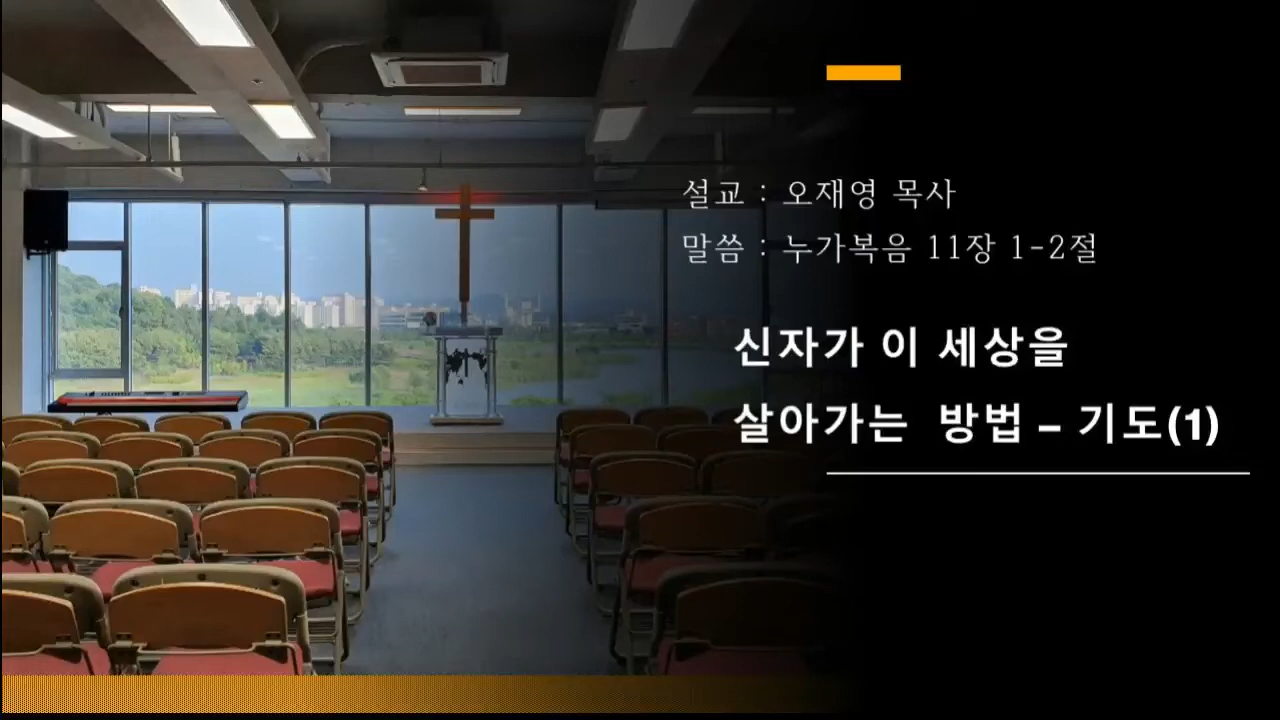 설교 : 오재영 목사
말씀 : 누가복음 11장 1-2절
신자가 이 세상을
살아가는 방법 – 기도(1)